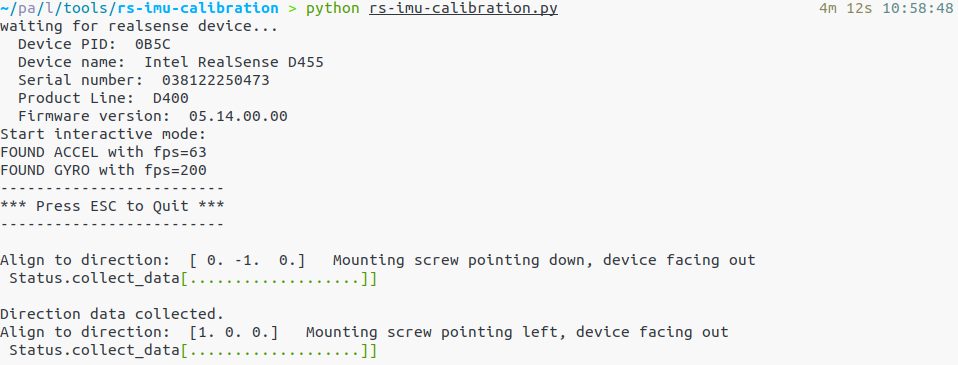 ~/pa/l/tools/rs-imu-calibration > python rs-imu-calibration.py 4m 12s 10:58:48
waiting for realsense device...
Device PID:  0B5C
Device name:  Intel RealSense D455
Serial number:  038122250473
Product Line:  D400
Firmware version:  05.14.00.00
Start interactive mode:
FOUND ACCEL with fps=63
FOUND GYRO with fps=200
-------------------------
*** Press ESC to Quit ***
-------------------------
Align to direction:  [ 0. -1.  0.]   Mounting screw pointing down, device facing out
Status.collect_data[...................]]
Direction data collected.
Align to direction:  [1. 0. 0.]   Mounting screw pointing left, device facing out
Status.collect_data[...................]]